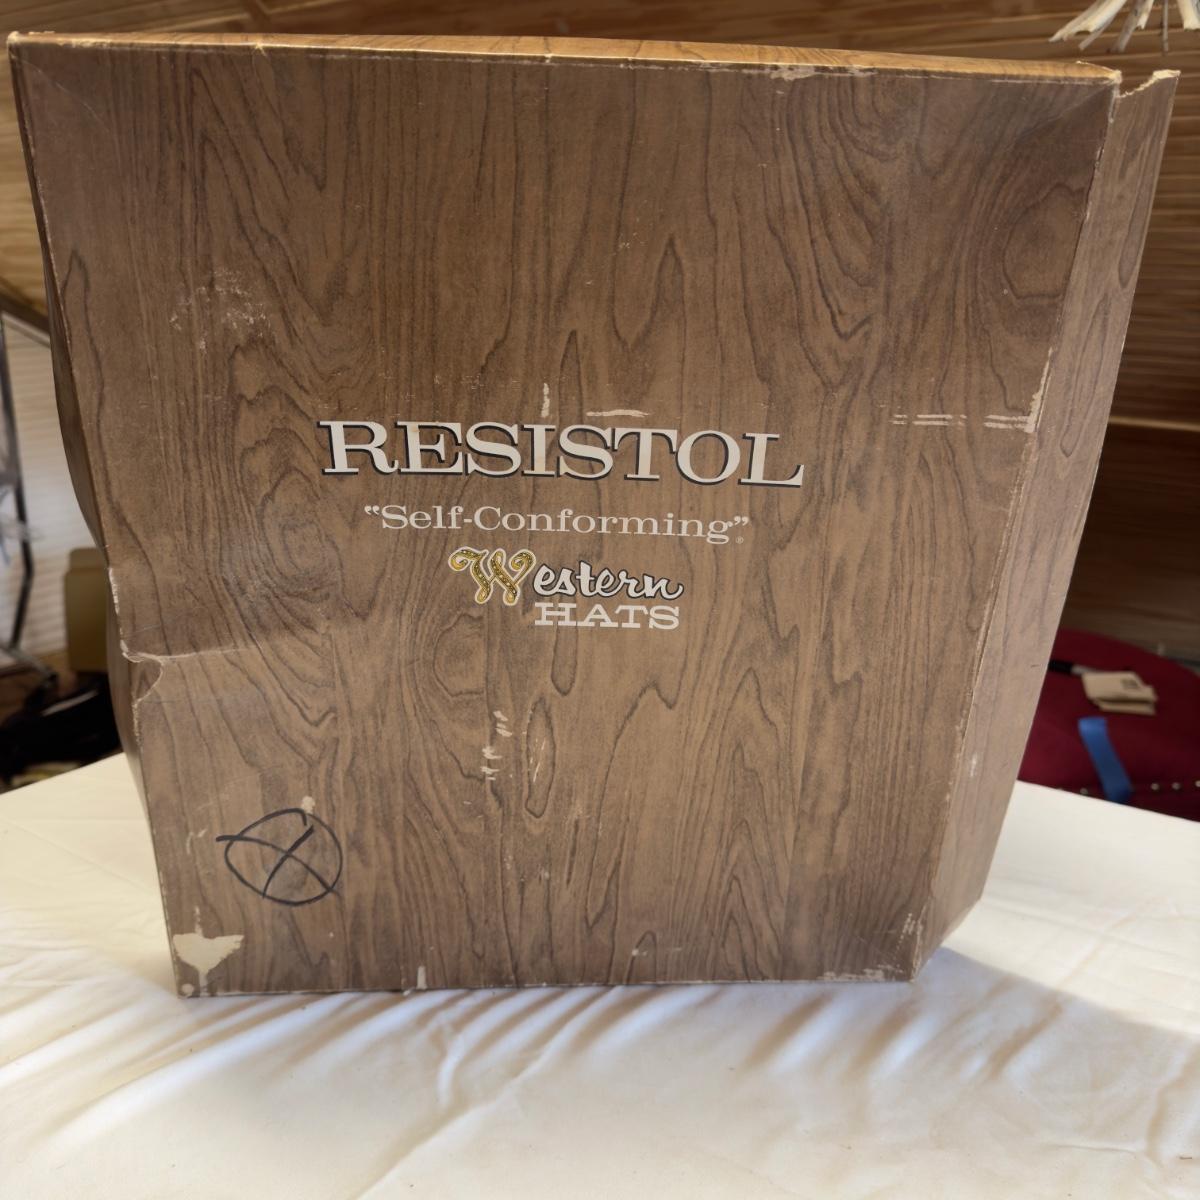 RESISTOL
“Self-Conforming”®
Western
HATS